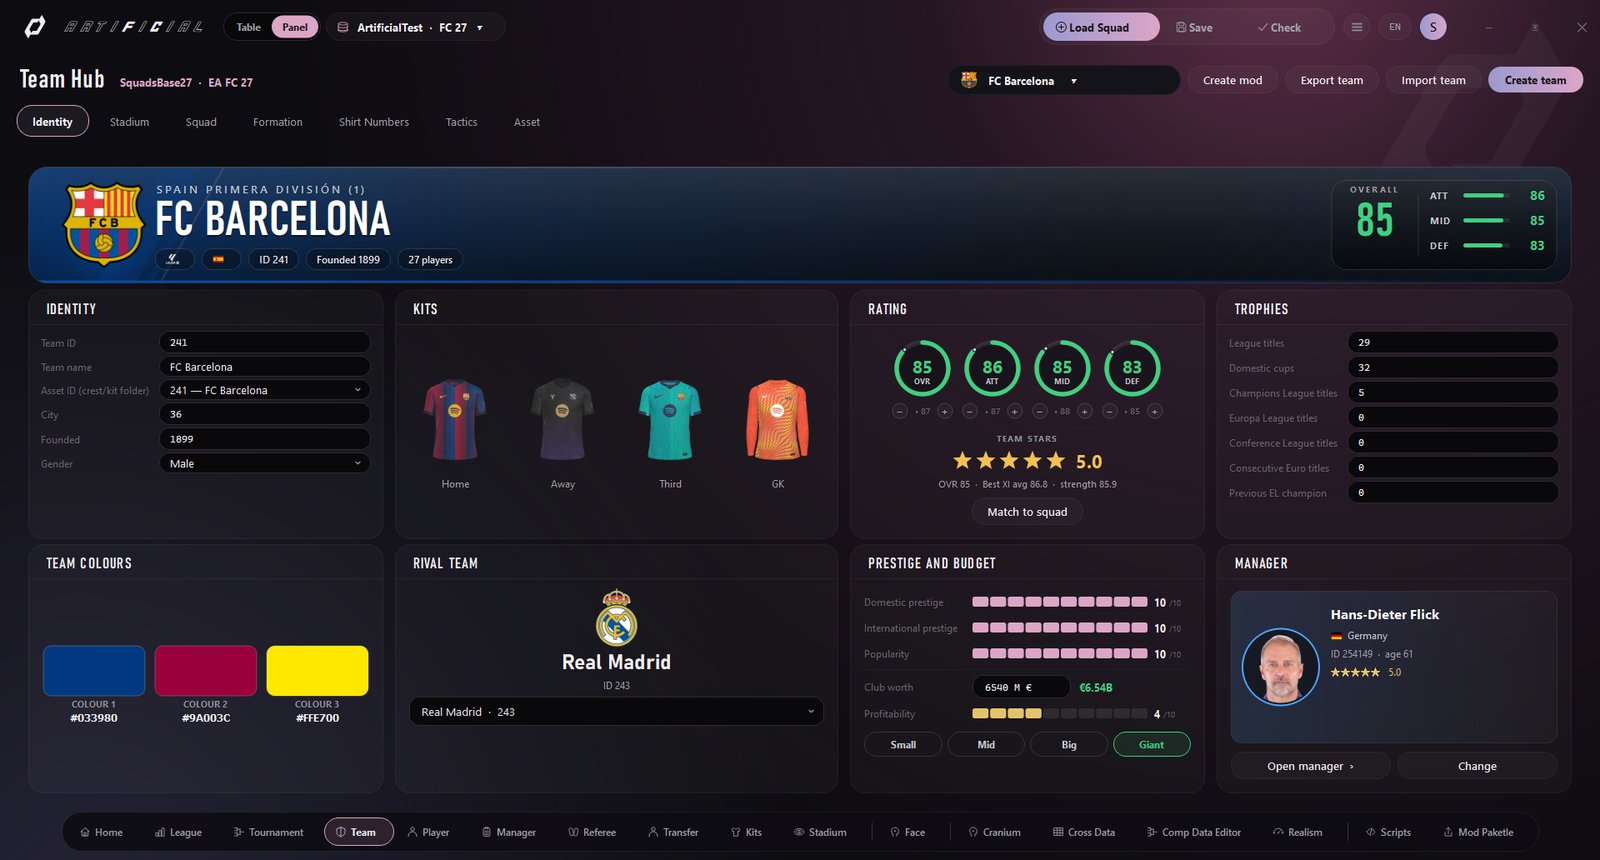 ARTIFICIAL
Table
Panel
ArtificialTest · FC 27
Load Squad
Save
Check
EN
S
Team Hub
SquadsBase27 · EA FC 27
FC Barcelona
Create mod
Export team
Import team
Create team
Identity
Stadium
Squad
Formation
Shirt Numbers
Tactics
Asset
FCB
SPAIN PRIMERA DIVISIÓN (1)
FC BARCELONA
ID 241
Founded 1899
27 players
OVERALL
85
ATT 86
MID 85
DEF 83
IDENTITY
Team ID 241
Team name FC Barcelona
Asset ID (crest/kit folder) 241 — FC Barcelona
City 36
Founded 1899
Gender Male
KITS
Home
Away
Third
GK
RATING
85 OVR
86 ATT
85 MID
83 DEF
− • 87 +
− • 87 +
− • 88 +
− • 85 +
TEAM STARS
5.0
OVR 85 · Best XI avg 86.8 · strength 85.9
Match to squad
TROPHIES
League titles 29
Domestic cups 32
Champions League titles 5
Europa League titles 0
Conference League titles 0
Consecutive Euro titles 0
Previous EL champion 0
TEAM COLOURS
COLOUR 1
#033980
COLOUR 2
#9A003C
COLOUR 3
#FFE700
RIVAL TEAM
Real Madrid
ID 243
Real Madrid · 243
PRESTIGE AND BUDGET
Domestic prestige 10 /10
International prestige 10 /10
Popularity 10 /10
Club worth 6540 M € €6.54B
Profitability 4 /10
Small
Mid
Big
Giant
MANAGER
Hans-Dieter Flick
Germany
ID 254149 · age 61
5.0
Open manager ›
Change
Home
League
Tournament
Team
Player
Manager
Referee
Transfer
Kits
Stadium
Face
Cranium
Cross Data
Comp Data Editor
Realism
Scripts
Mod Paketle